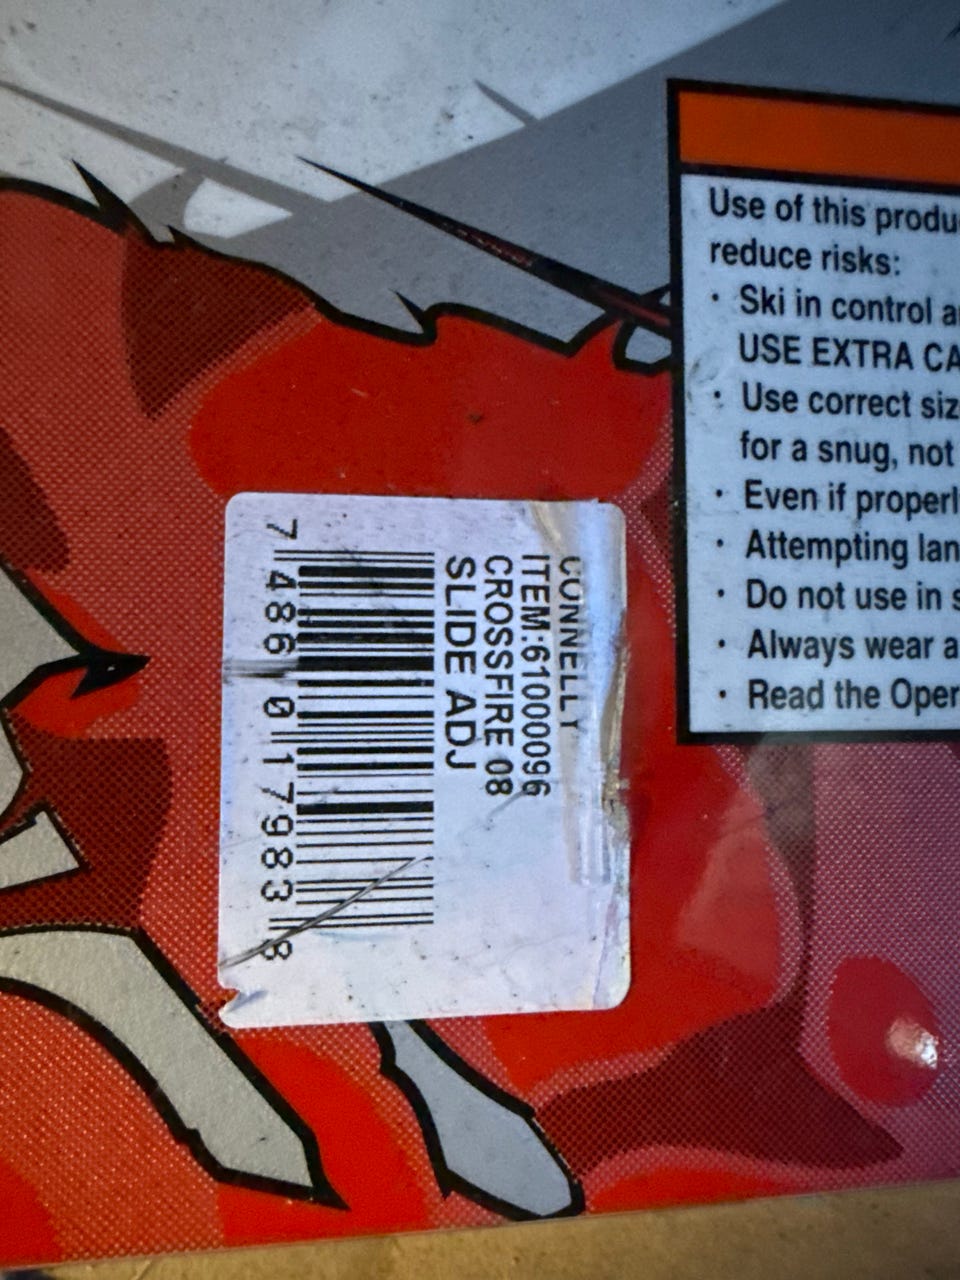 CONNELLY
ITEM:61000096
CROSSFIRE 08
SLIDE ADJ
7 48601 79838
Use of this produ
reduce risks:
· Ski in control a
USE EXTRA CA
· Use correct siz
for a snug, not
· Even if properl
· Attempting lan
· Do not use in s
· Always wear a
· Read the Oper